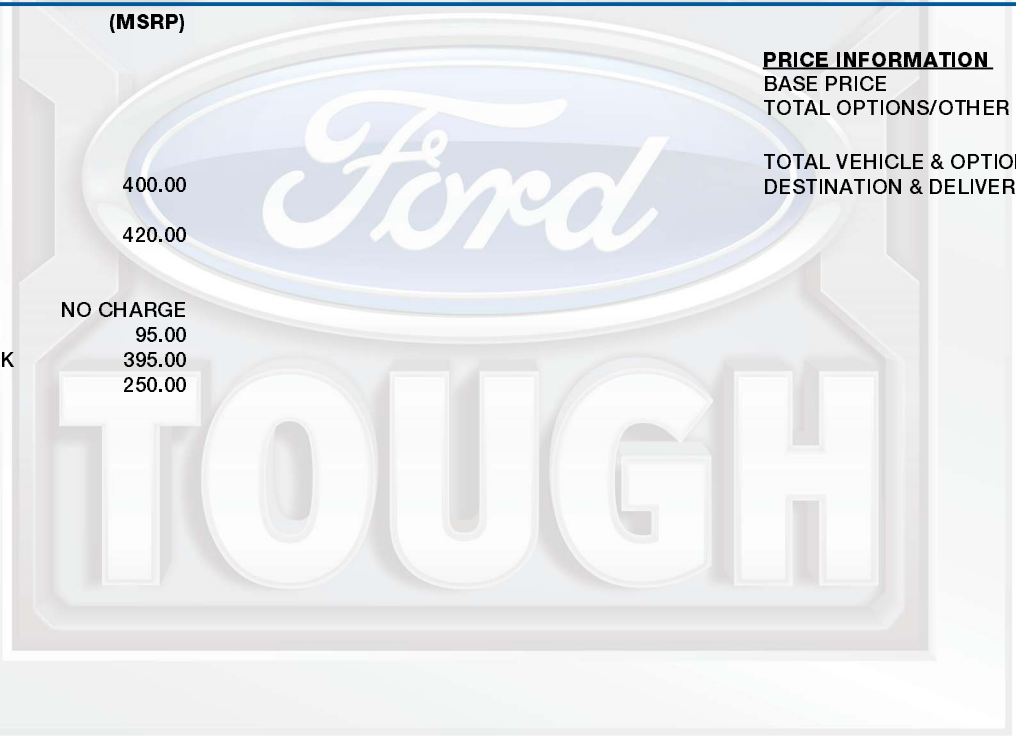 (MSRP)
400.00
420.00
NO CHARGE
95.00
K 395.00
250.00
PRICE INFORMATION
BASE PRICE
TOTAL OPTIONS/OTHER
TOTAL VEHICLE & OPTIO
DESTINATION & DELIVER
Ford
TOUGH